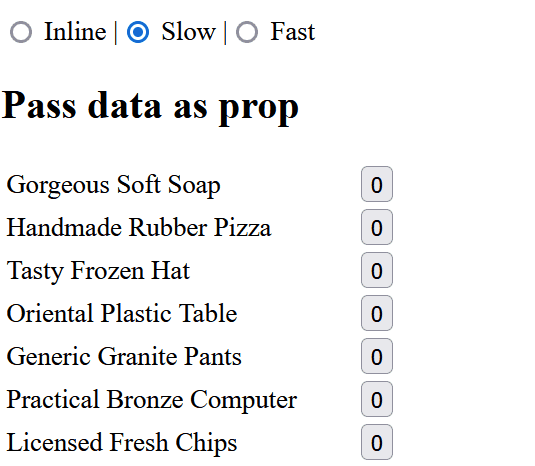 Inline | Slow | Fast
Pass data as prop
Gorgeous Soft Soap 0
Handmade Rubber Pizza 0
Tasty Frozen Hat 0
Oriental Plastic Table 0
Generic Granite Pants 0
Practical Bronze Computer 0
Licensed Fresh Chips 0